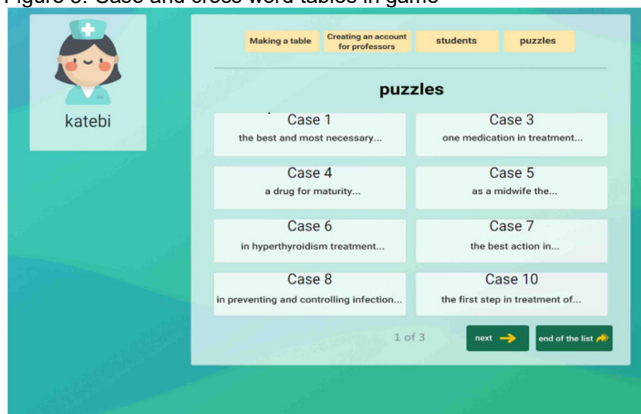 Figure 3. Case and cross word tables in game
katebi
Making a table
Creating an account
for professors
students
puzzles
puzzles
Case 1
the best and most necessary...
Case 3
one medication in treatment...
Case 4
a drug for maturity...
Case 5
as a midwife the...
Case 6
in hyperthyroidism treatment...
Case 7
the best action in...
Case 8
in preventing and controlling infection...
Case 10
the first step in treatment of...
1 of 3
next
end of the list